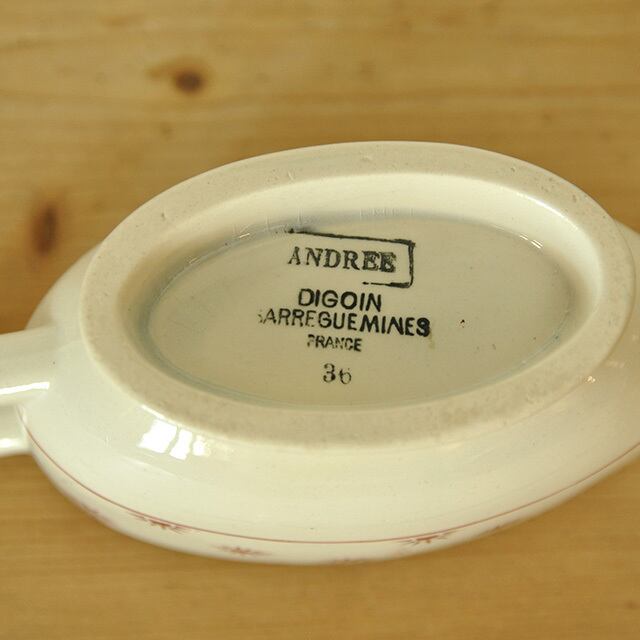 ANDREE
DIGOIN
SARREGUEMINES
FRANCE
36